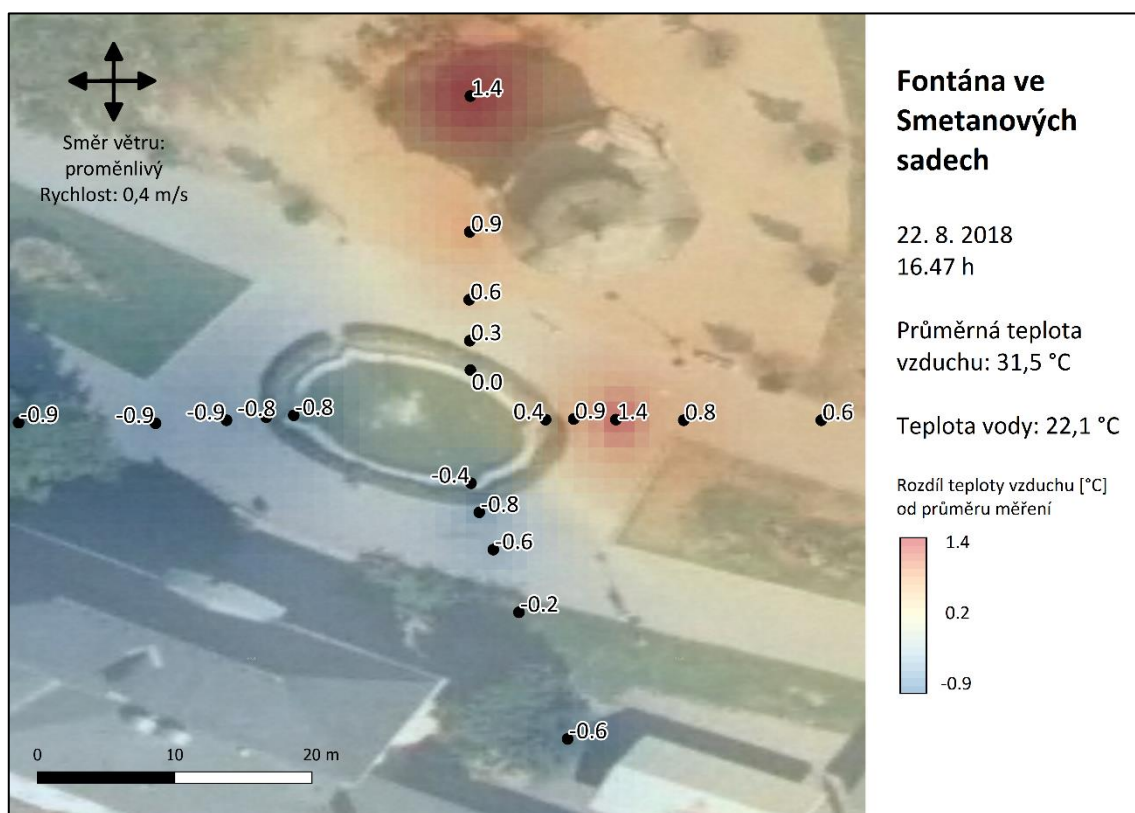 Směr větru:
proměnlivý
Rychlost: 0,4 m/s
1.4
0.9
0.6
0.3
0.0
-0.9
-0.9
-0.9
-0.8
-0.8
0.4
0.9
1.4
0.8
0.6
-0.4
-0.8
-0.6
-0.2
-0.6
0 10 20 m
Fontána ve
Smetanových
sadech
22. 8. 2018
16.47 h
Průměrná teplota
vzduchu: 31,5 °C
Teplota vody: 22,1 °C
Rozdíl teploty vzduchu [°C]
od průměru měření
1.4
0.2
-0.9